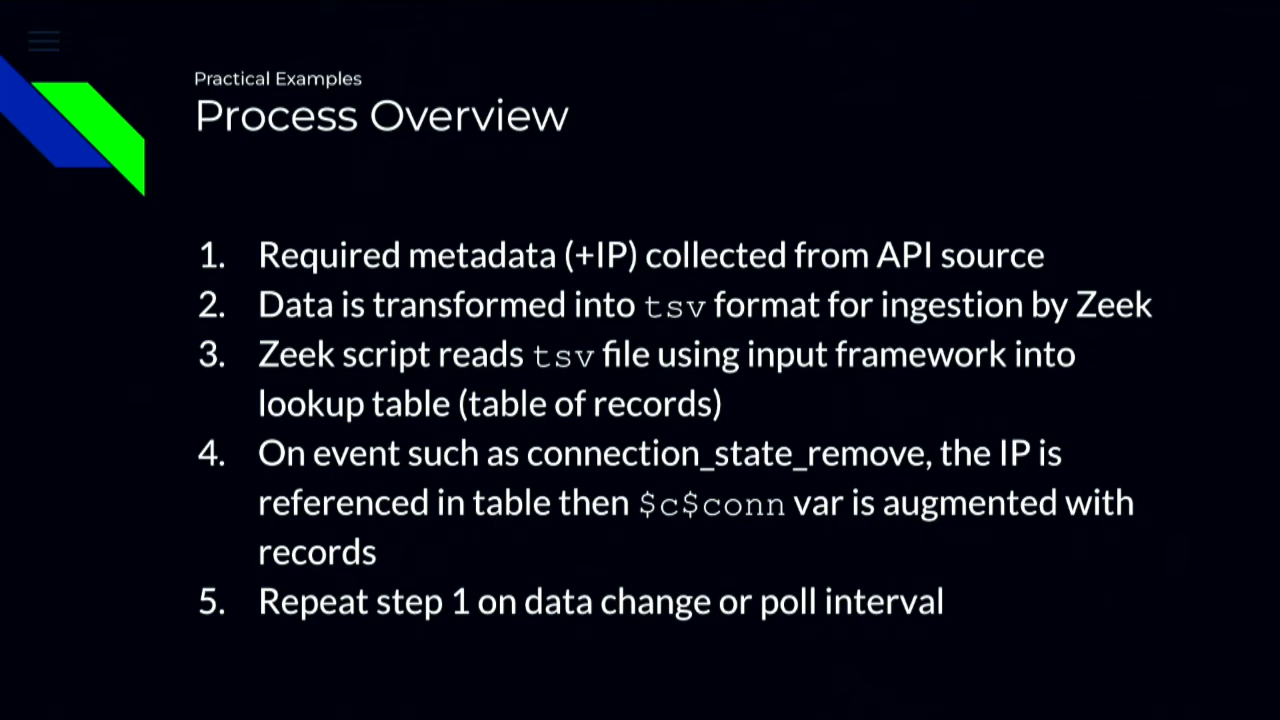 Practical Examples
Process Overview
1. Required metadata (+IP) collected from API source
2. Data is transformed into tsv format for ingestion by Zeek
3. Zeek script reads tsv file using input framework into
lookup table (table of records)
4. On event such as connection_state_remove, the IP is
referenced in table then $c$conn var is augmented with
records
5. Repeat step 1 on data change or poll interval